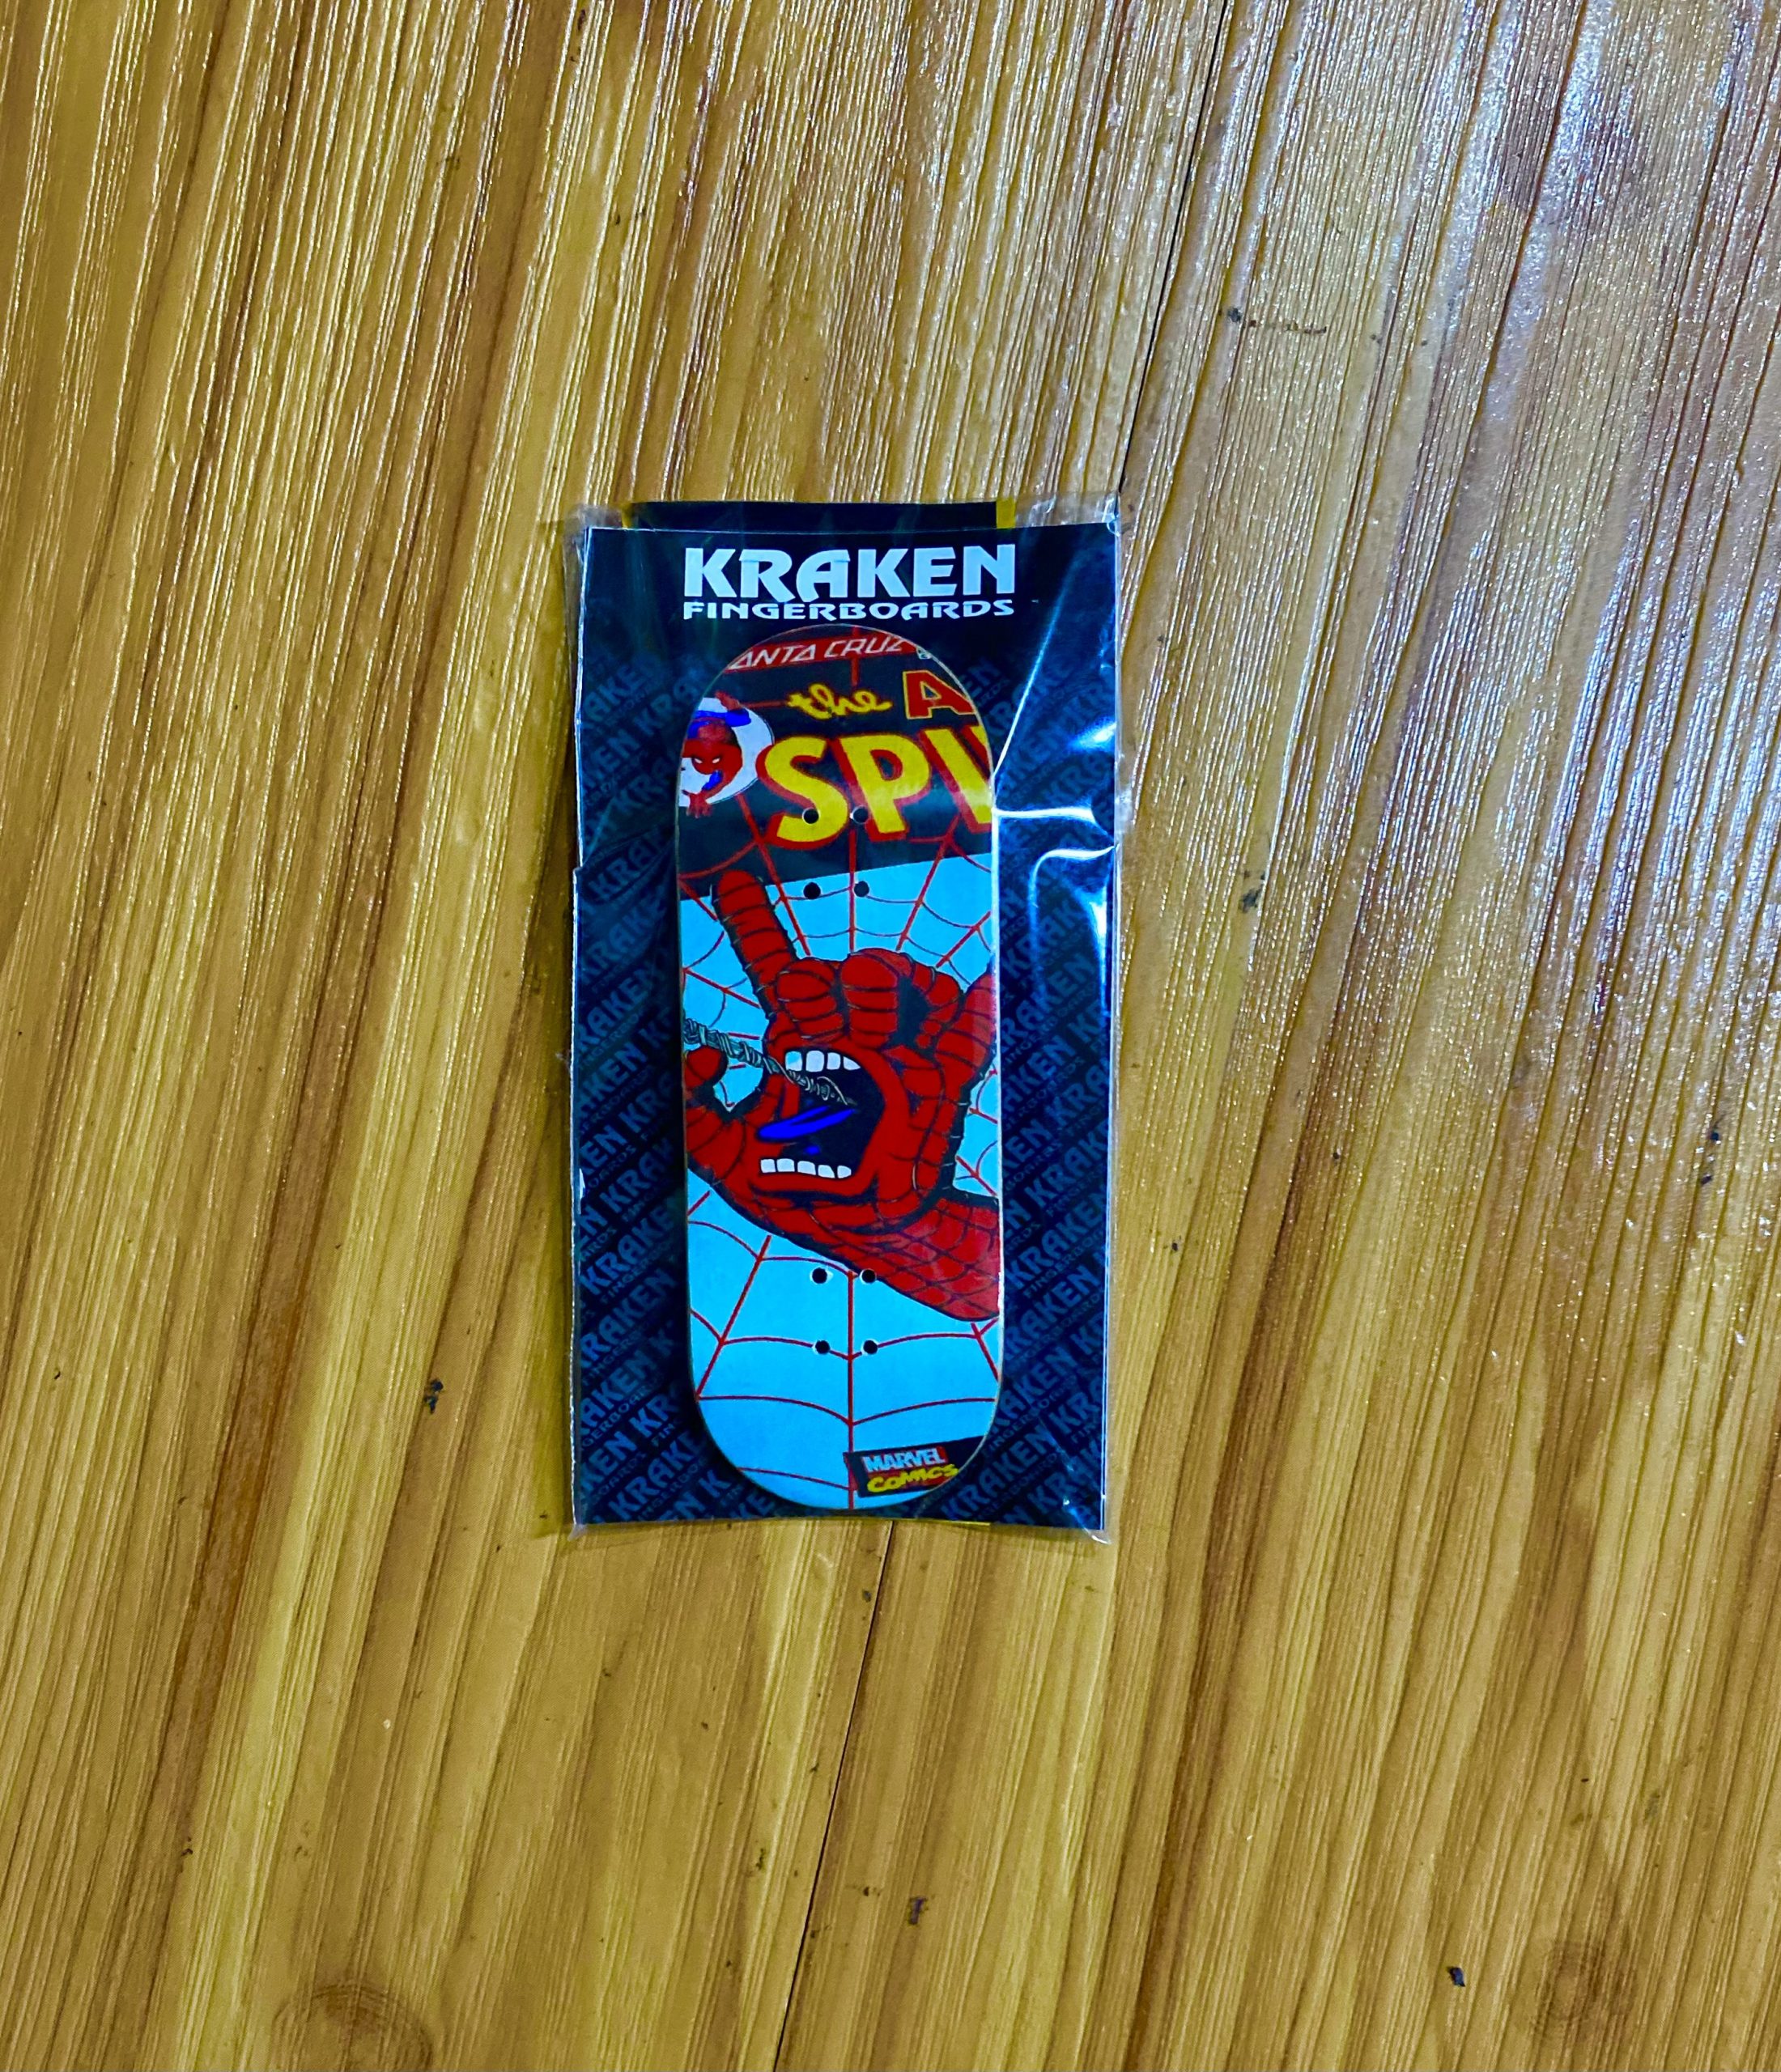 KRAKEN
FINGERBOARDS
ANTA CRUZ
the A
SPI
MARVEL
COMICS